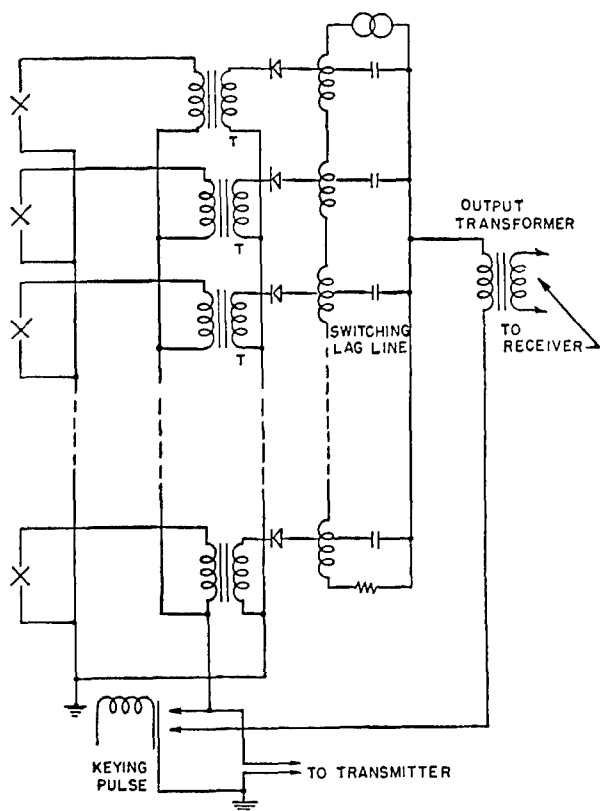 T
T
OUTPUT
TRANSFORMER
T
SWITCHING
LAG LINE
TO
RECEIVER
KEYING
PULSE
TO TRANSMITTER